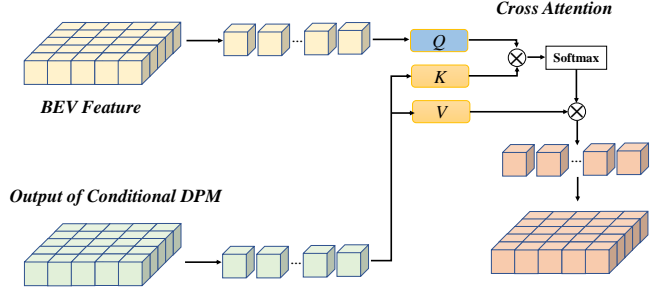 Cross Attention
Q
Softmax
K
BEV Feature
V
Output of Conditional DPM